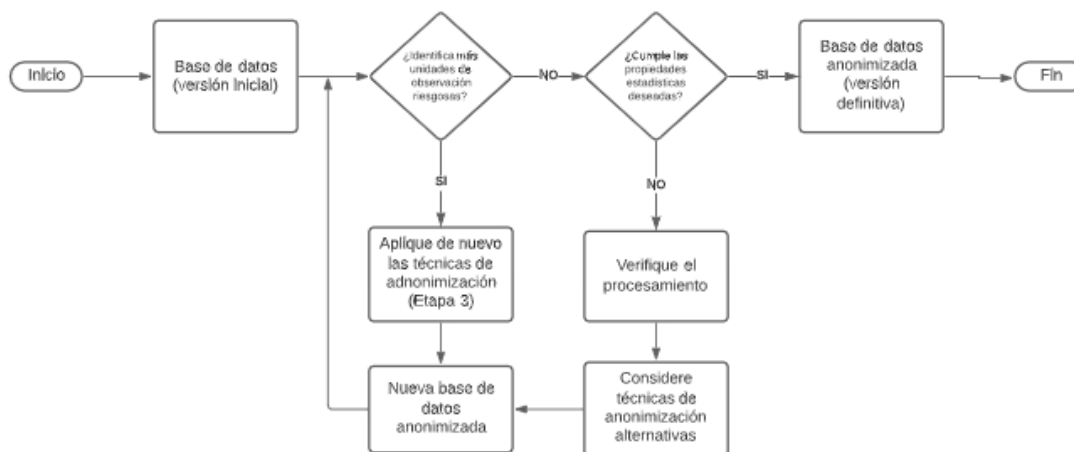 Inicio
Base de datos
(versión inicial)
¿Identifica más
unidades de
observación
riesgosas?
NO
¿Cumple las
propiedades
estadísticas
deseadas?
SI
Base de datos
anonimizada
(versión
definitiva)
Fin
SI
NO
Aplique de nuevo
las técnicas de
adnonimización
(Etapa 3)
Verifique el
procesamiento
Nueva base de
datos
anonimizada
Considere
técnicas de
anonimización
alternativas